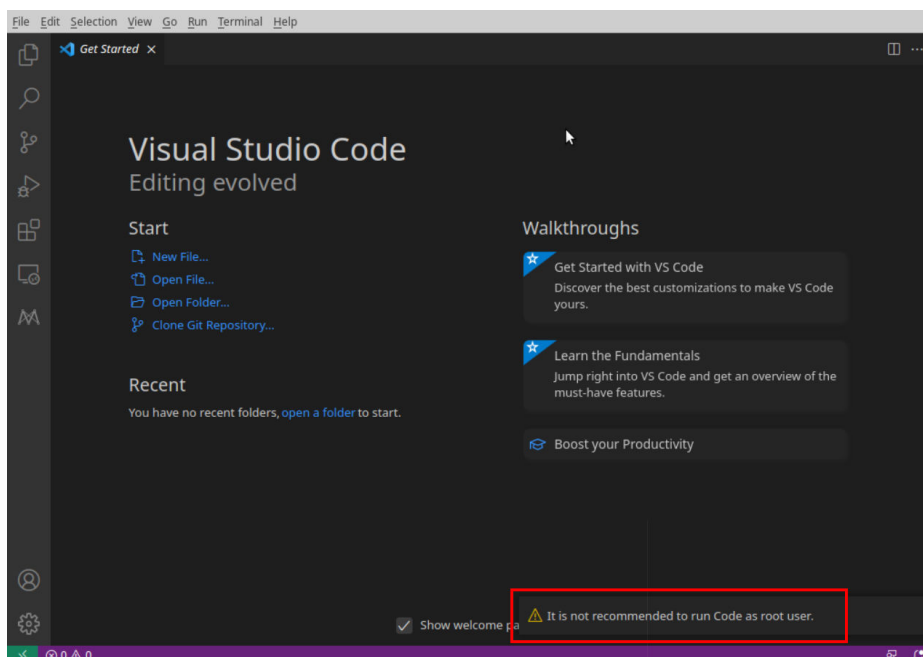 File Edit Selection View Go Run Terminal Help
Get Started
Visual Studio Code
Editing evolved
Start
New File...
Open File...
Open Folder...
Clone Git Repository...
Recent
You have no recent folders, open a folder to start.
Walkthroughs
Get Started with VS Code
Discover the best customizations to make VS Code
yours.
Learn the Fundamentals
Jump right into VS Code and get an overview of the
must-have features.
Boost your Productivity
Show welcome pa
It is not recommended to run Code as root user.
0 0